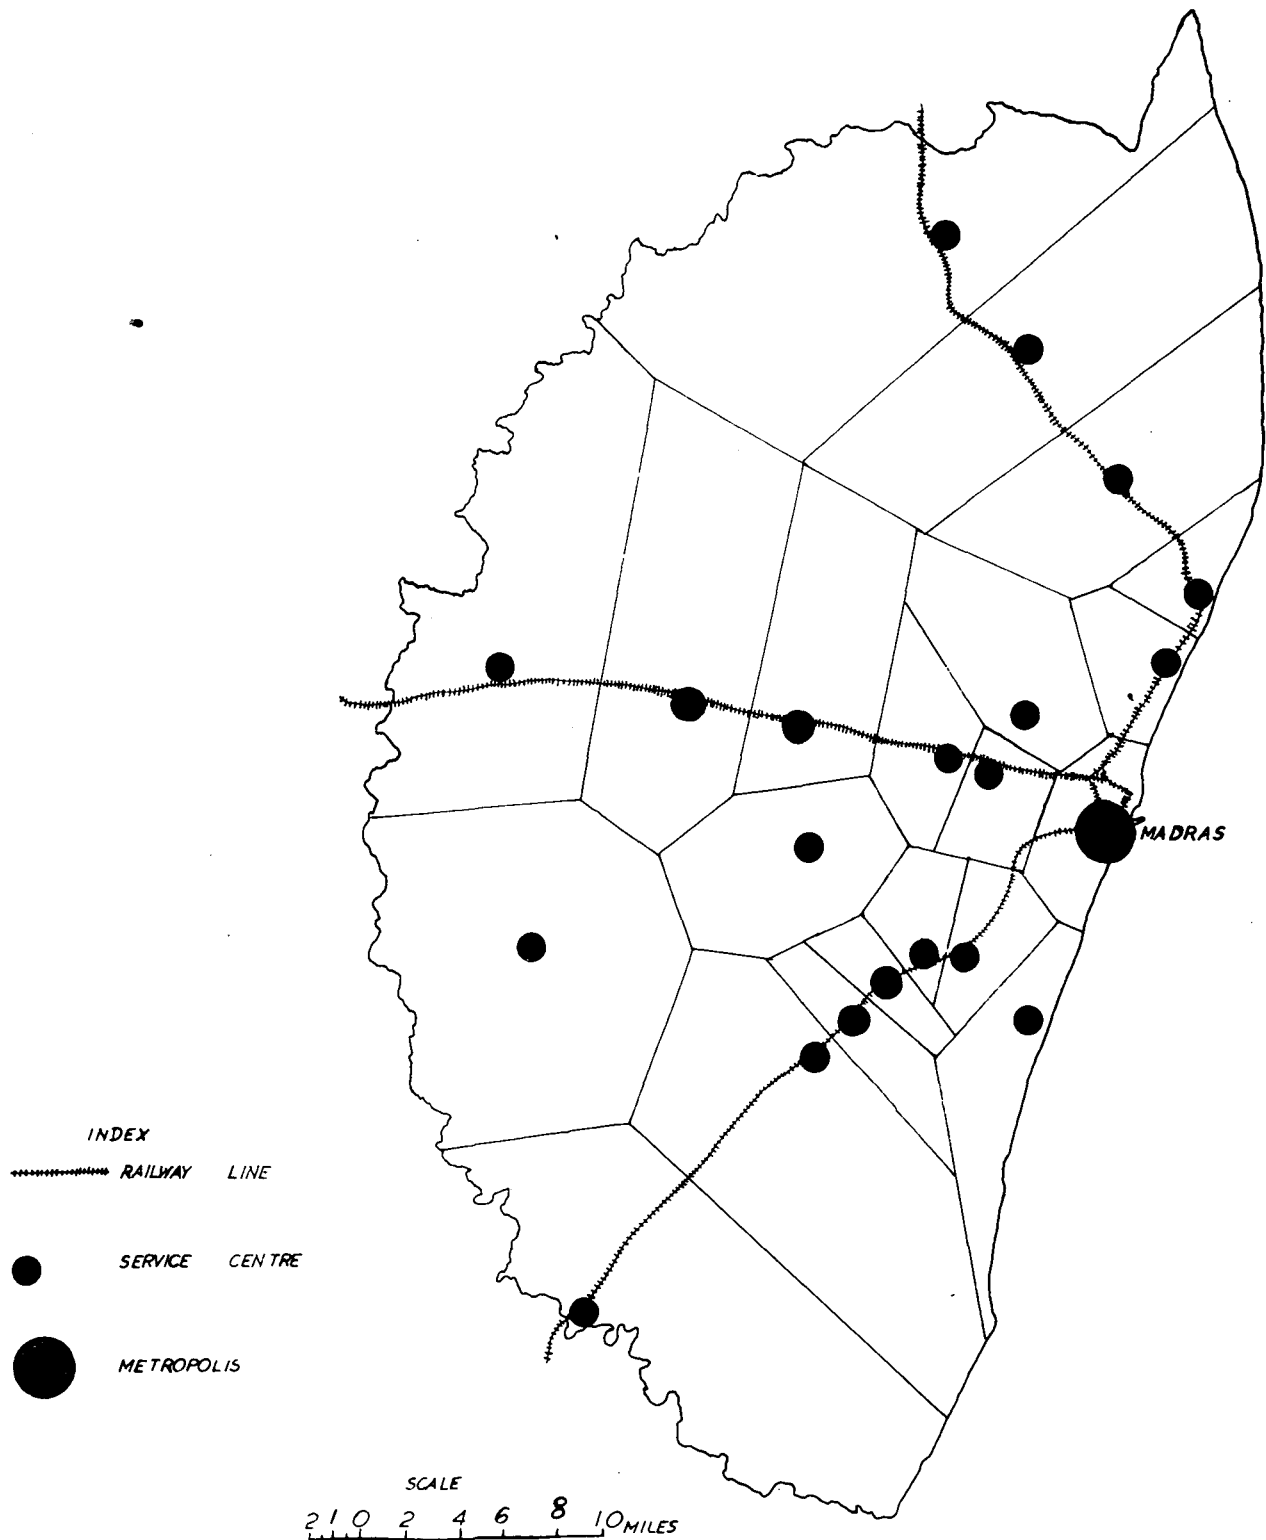 MADRAS
INDEX
RAILWAY LINE
SERVICE CENTRE
METROPOLIS
SCALE
2 1 0 2 4 6 8 10 MILES